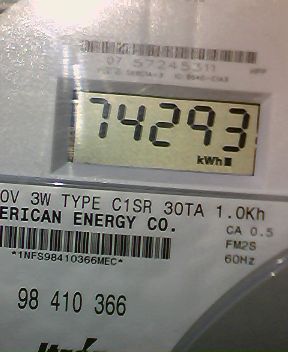 07 57245311
74293
kWh
0V 3W TYPE C1SR 30TA 1.0Kh
ERICAN ENERGY CO.
CA 0.5
FM2S
*1NFS98410366MEC*
60Hz
98 410 366